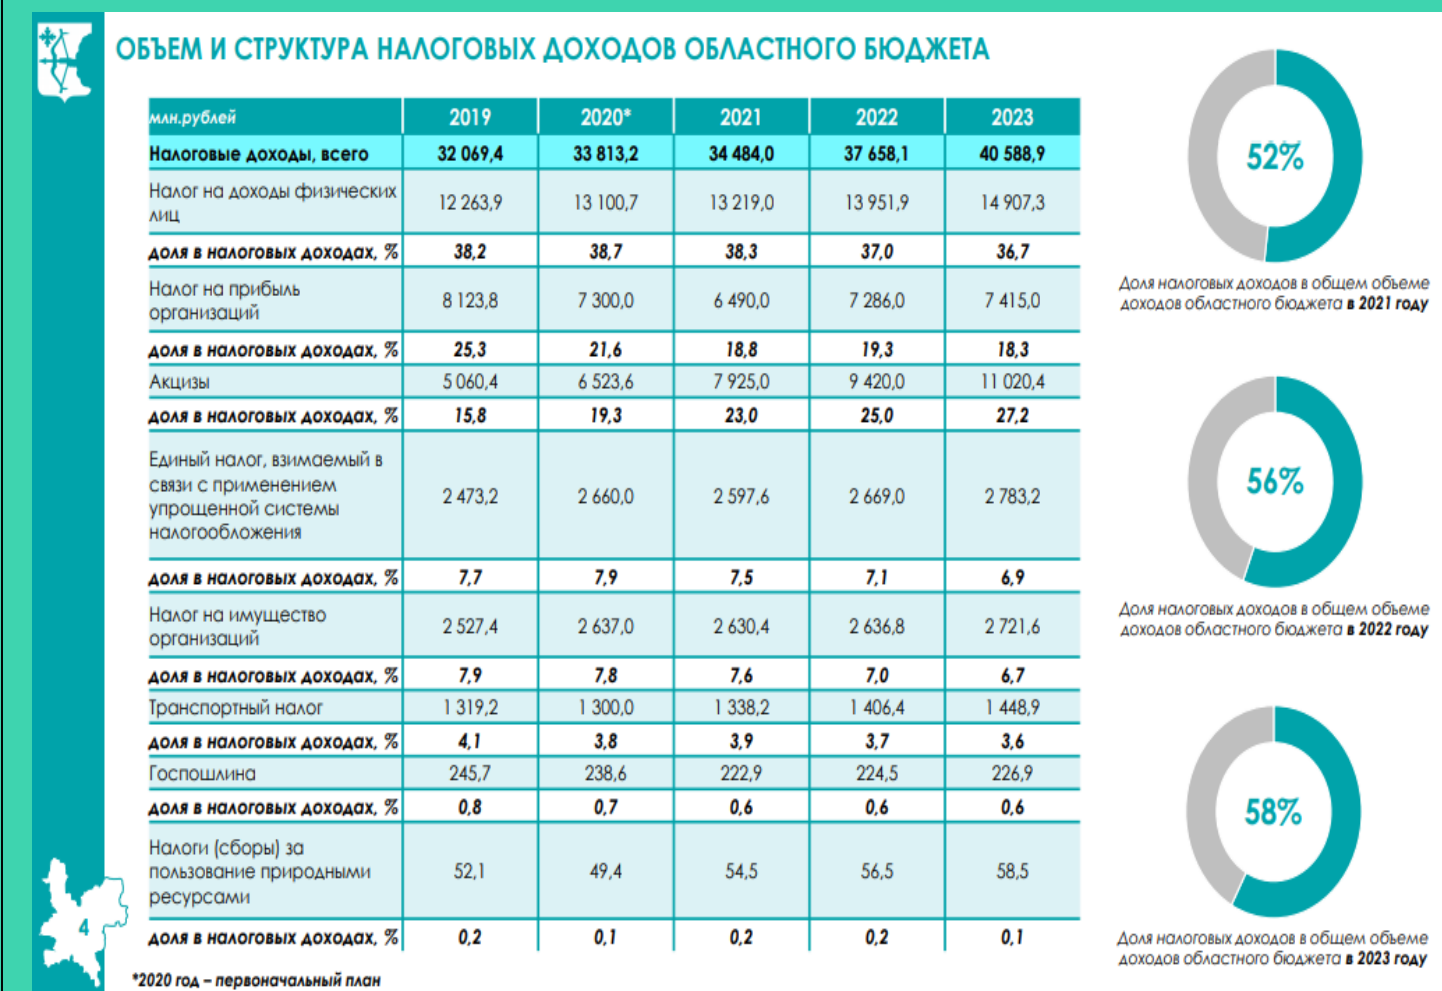 ОБЪЕМ И СТРУКТУРА НАЛОГОВЫХ ДОХОДОВ ОБЛАСТНОГО БЮДЖЕТА
млн.рублей 2019 2020* 2021 2022 2023
Налоговые доходы, всего 32 069,4 33 813,2 34 484,0 37 658,1 40 588,9
Налог на доходы физических
лиц 12 263,9 13 100,7 13 219,0 13 951,9 14 907,3
доля в налоговых доходах, % 38,2 38,7 38,3 37,0 36,7
Налог на прибыль
организаций 8 123,8 7 300,0 6 490,0 7 286,0 7 415,0
доля в налоговых доходах, % 25,3 21,6 18,8 19,3 18,3
Акцизы 5 060,4 6 523,6 7 925,0 9 420,0 11 020,4
доля в налоговых доходах, % 15,8 19,3 23,0 25,0 27,2
Единый налог, взимаемый в
связи с применением
упрощенной системы
налогообложения 2 473,2 2 660,0 2 597,6 2 669,0 2 783,2
доля в налоговых доходах, % 7,7 7,9 7,5 7,1 6,9
Налог на имущество
организаций 2 527,4 2 637,0 2 630,4 2 636,8 2 721,6
доля в налоговых доходах, % 7,9 7,8 7,6 7,0 6,7
Транспортный налог 1 319,2 1 300,0 1 338,2 1 406,4 1 448,9
доля в налоговых доходах, % 4,1 3,8 3,9 3,7 3,6
Госпошлина 245,7 238,6 222,9 224,5 226,9
доля в налоговых доходах, % 0,8 0,7 0,6 0,6 0,6
Налоги (сборы) за
пользование природными
ресурсами 52,1 49,4 54,5 56,5 58,5
доля в налоговых доходах, % 0,2 0,1 0,2 0,2 0,1
*2020 год – первоначальный план
4
52%
Доля налоговых доходов в общем объеме
доходов областного бюджета в 2021 году
56%
Доля налоговых доходов в общем объеме
доходов областного бюджета в 2022 году
58%
Доля налоговых доходов в общем объеме
доходов областного бюджета в 2023 году